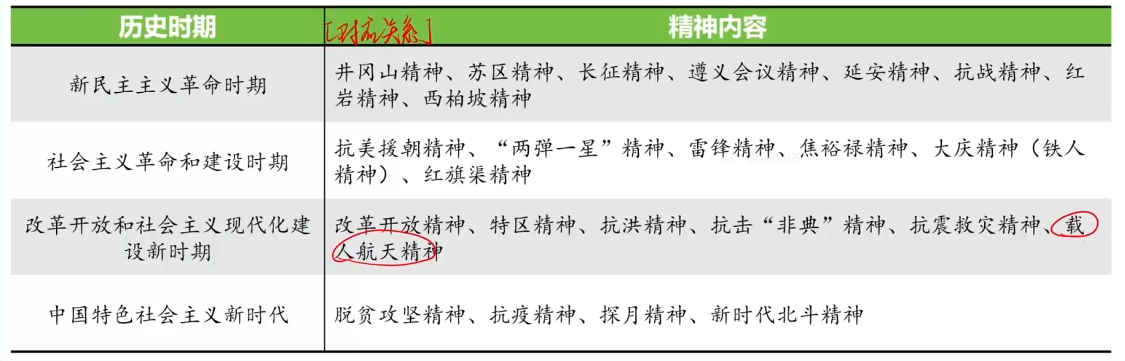 历史时期 [对应关系] 精神内容
新民主主义革命时期
井冈山精神、苏区精神、长征精神、遵义会议精神、延安精神、抗战精神、红
岩精神、西柏坡精神
社会主义革命和建设时期
抗美援朝精神、“两弹一星”精神、雷锋精神、焦裕禄精神、大庆精神（铁人
精神）、红旗渠精神
改革开放和社会主义现代化建
设新时期
改革开放精神、特区精神、抗洪精神、抗击“非典”精神、抗震救灾精神、载
人航天精神
中国特色社会主义新时代
脱贫攻坚精神、抗疫精神、探月精神、新时代北斗精神